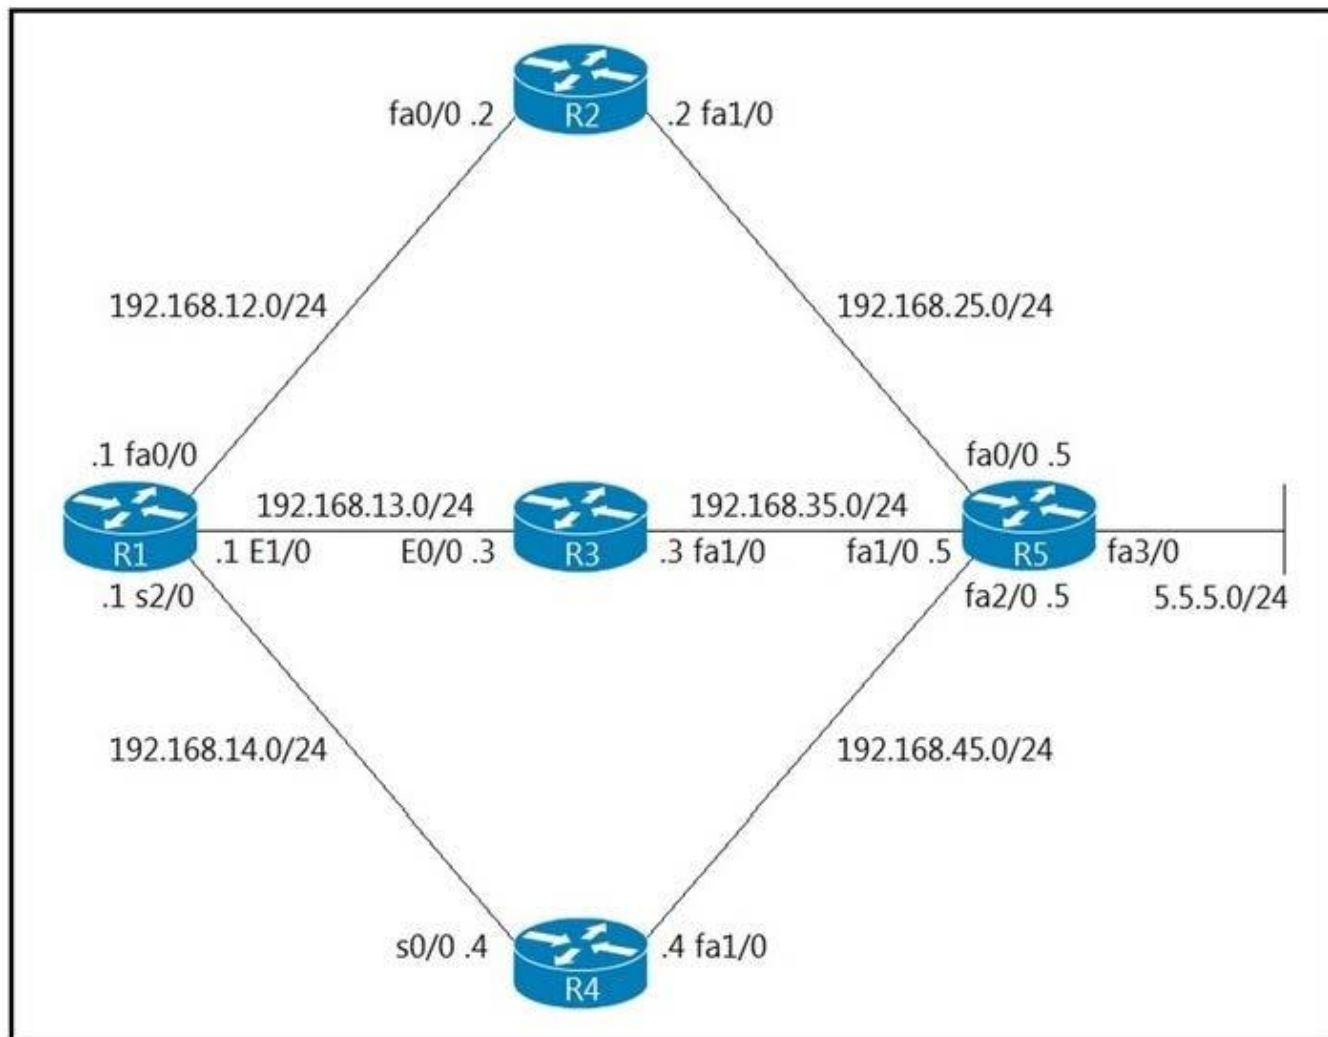 R2
fa0/0 .2
.2 fa1/0
192.168.12.0/24
192.168.25.0/24
.1 fa0/0
fa0/0 .5
192.168.13.0/24
192.168.35.0/24
R1
.1 E1/0
E0/0 .3
R3
.3 fa1/0
fa1/0 .5
R5
fa3/0
.1 s2/0
fa2/0 .5
5.5.5.0/24
192.168.14.0/24
192.168.45.0/24
s0/0 .4
.4 fa1/0
R4